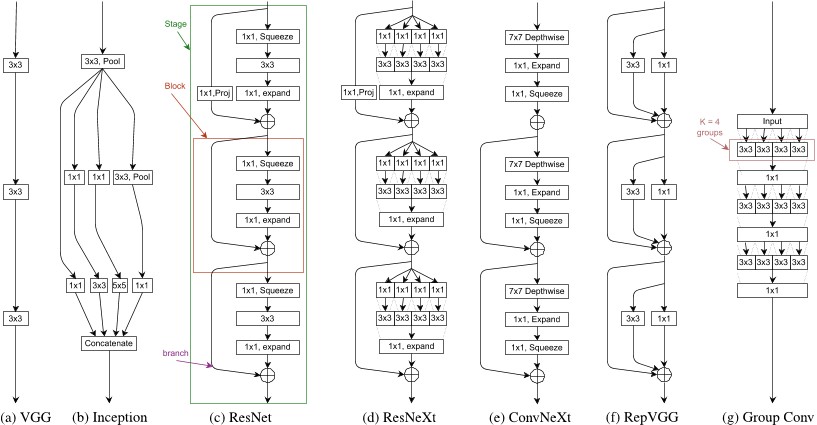 3x3
3x3
3x3
(a) VGG
3x3, Pool
1x1
1x1
3x3, Pool
1x1
3x3
5x5
1x1
Concatenate
(b) Inception
Stage
Block
branch
1x1, Squeeze
3x3
1x1,Proj
1x1, expand
1x1, Squeeze
3x3
1x1, expand
1x1, Squeeze
3x3
1x1, expand
(c) ResNet
1x1 1x1 1x1 1x1
3x3 3x3 3x3 3x3
1x1,Proj
1x1, expand
1x1 1x1 1x1 1x1
3x3 3x3 3x3 3x3
1x1, expand
1x1 1x1 1x1 1x1
3x3 3x3 3x3 3x3
1x1, expand
(d) ResNeXt
7x7 Depthwise
1x1, Expand
1x1, Squeeze
7x7 Depthwise
1x1, Expand
1x1, Squeeze
7x7 Depthwise
1x1, Expand
1x1, Squeeze
(e) ConvNeXt
3x3
1x1
3x3
1x1
3x3
1x1
(f) RepVGG
K = 4
groups
Input
3x3 3x3 3x3 3x3
1x1
3x3 3x3 3x3 3x3
1x1
3x3 3x3 3x3 3x3
1x1
(g) Group Conv